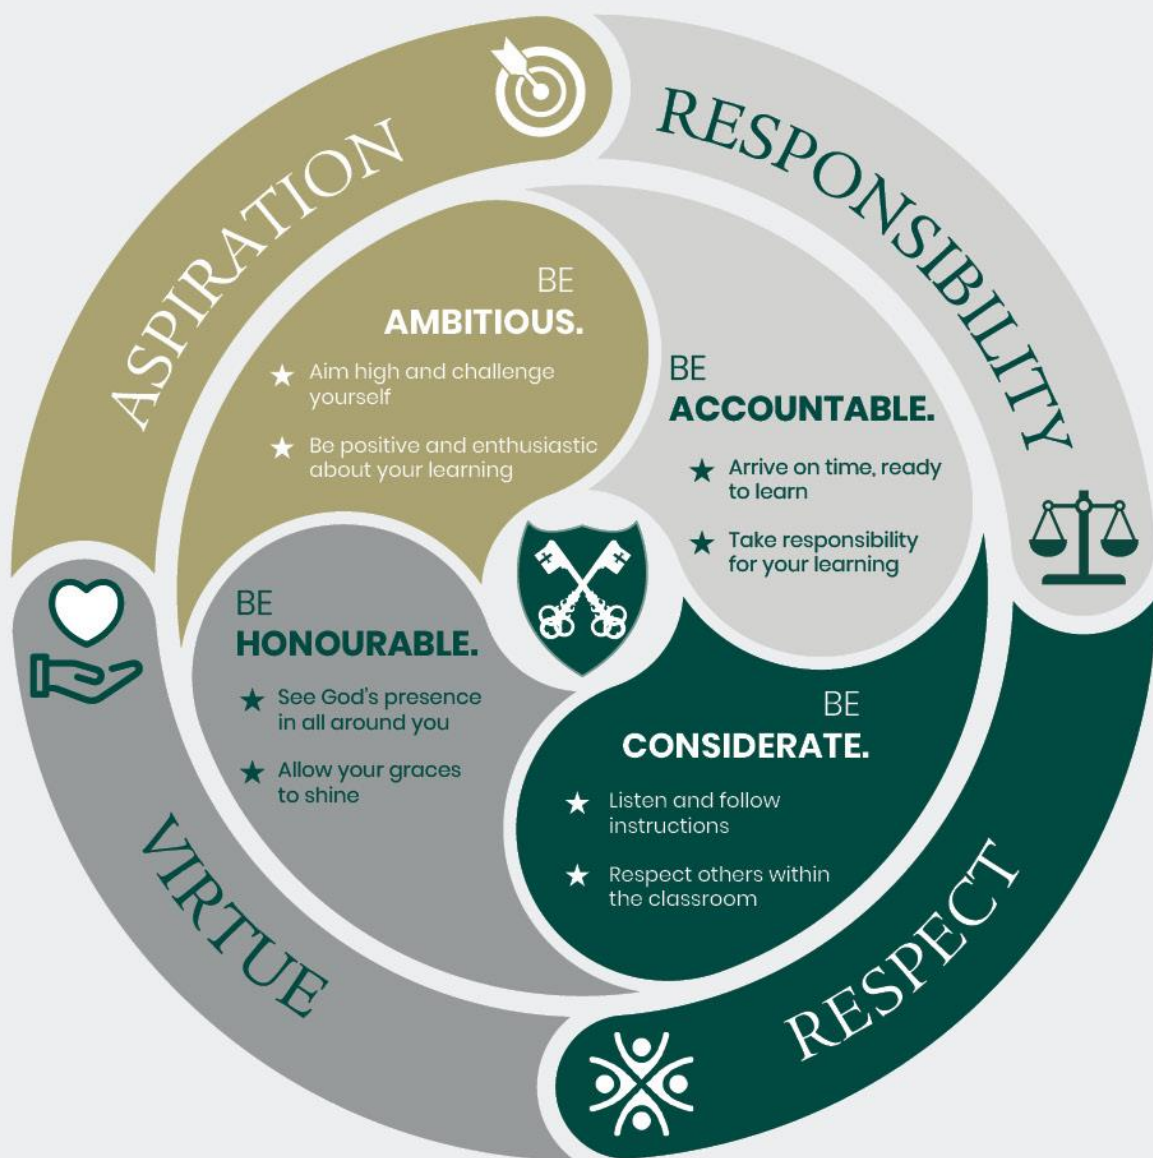 ASPIRATION
BE
AMBITIOUS.
Aim high and challenge
yourself
Be positive and enthusiastic
about your learning
RESPONSIBILITY
BE
ACCOUNTABLE.
Arrive on time, ready
to learn
Take responsibility
for your learning
VIRTUE
BE
HONOURABLE.
See God's presence
in all around you
Allow your graces
to shine
RESPECT
BE
CONSIDERATE.
Listen and follow
instructions
Respect others within
the classroom